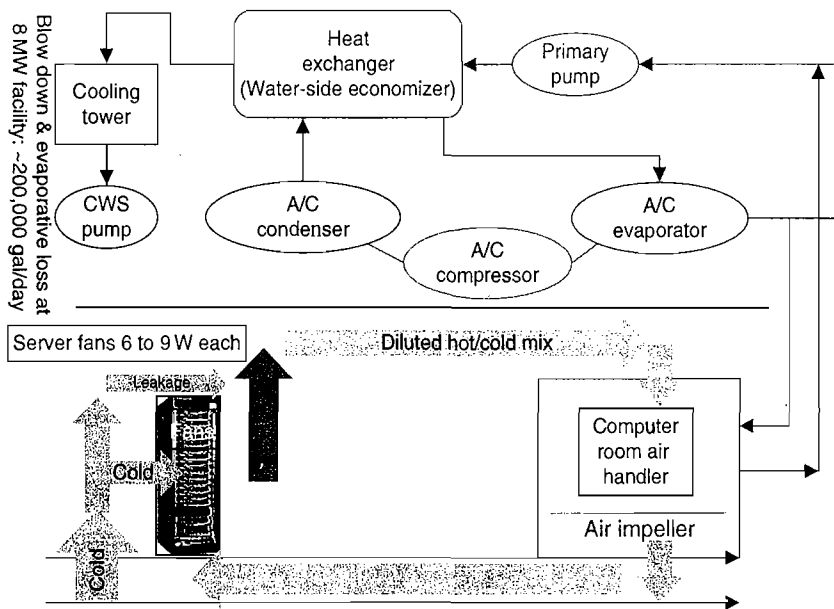 Blow down & evaporative loss at
8 MW facility: ~200,000 gal/day
Cooling
tower
CWS
pump
Heat
exchanger
(Water-side economizer)
Primary
pump
A/C
condenser
A/C
compressor
A/C
evaporator
Server fans 6 to 9 W each
Leakage
Cold
Cold
Diluted hot/cold mix
Computer
room air
handler
Air impeller